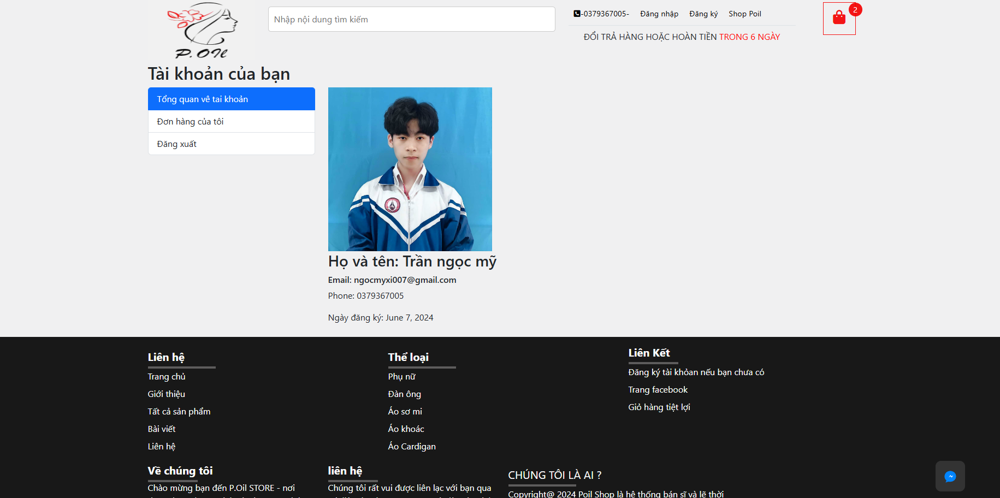 P.OIl
Nhập nội dung tìm kiếm
-0379367005-
Đăng nhập
Đăng ký
Shop Poil
2
ĐỔI TRẢ HÀNG HOẶC HOÀN TIỀN TRONG 6 NGÀY
Tài khoản của bạn
Tổng quan vê tai khoản
Đơn hàng của tôi
Đăng xuất
Họ và tên: Trần ngọc mỹ
Email: ngocmyxi007@gmail.com
Phone: 0379367005
Ngày đăng ký: June 7, 2024
Liên hệ
Trang chủ
Giới thiệu
Tất cả sản phẩm
Bài viết
Liên hệ
Thể loại
Phụ nữ
Đàn ông
Áo sơ mi
Áo khoác
Áo Cardigan
Liên Kết
Đăng ký tài khỏan nếu bạn chưa có
Trang facebook
Giỏ hàng tiệt lợi
Về chúng tôi
Chào mừng bạn đến P.Oil STORE - nơi
liên hệ
Chúng tôi rất vui được liên lạc với bạn qua
CHÚNG TÔI LÀ AI ?
Copyright@ 2024 Poil Shop là hệ thống bán sĩ và lẽ thời